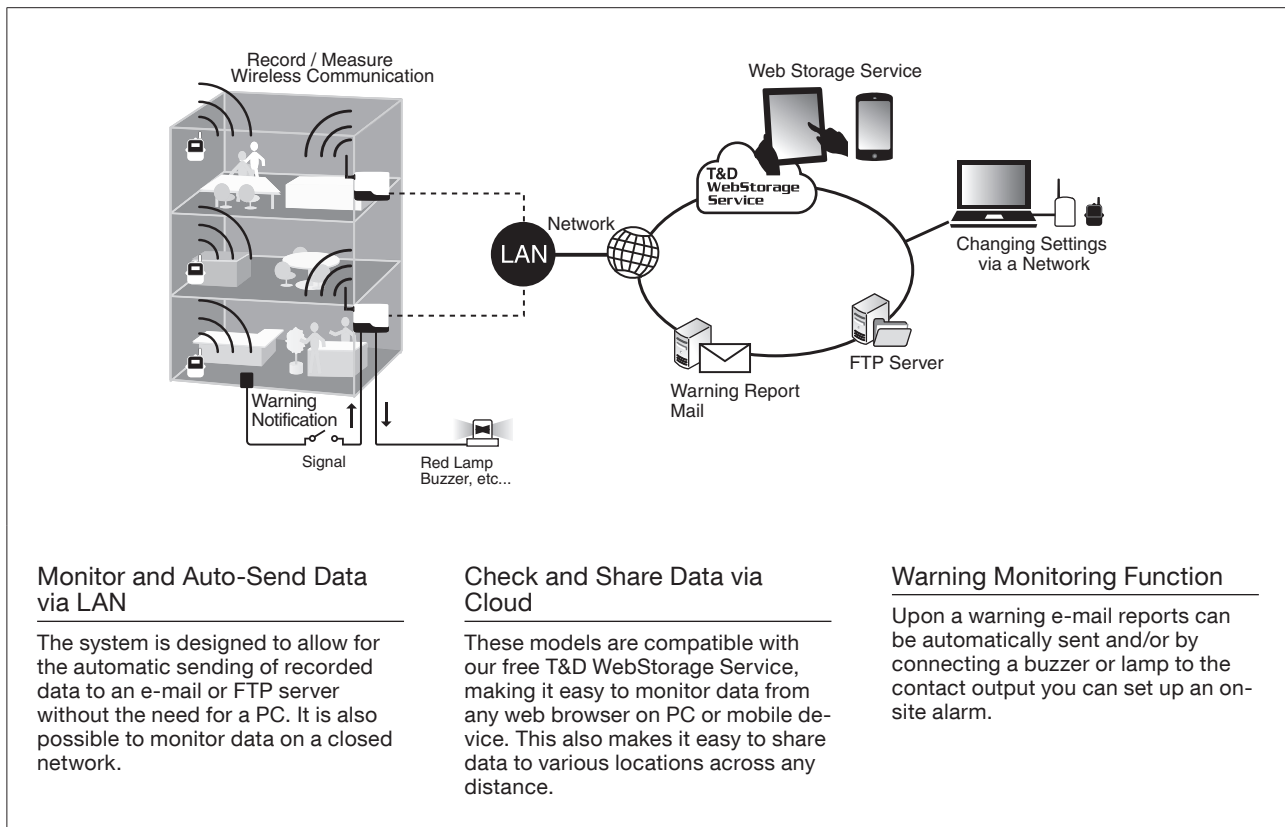 Record / Measure
Wireless Communication
Web Storage Service
T&D
WebStorage
Service
Network
LAN
Changing Settings
via a Network
FTP Server
Warning Report
Mail
Warning
Notification
Signal
Red Lamp
Buzzer, etc...
Monitor and Auto-Send Data
via LAN
The system is designed to allow for
the automatic sending of recorded
data to an e-mail or FTP server
without the need for a PC. It is also
possible to monitor data on a closed
network.
Check and Share Data via
Cloud
These models are compatible with
our free T&D WebStorage Service,
making it easy to monitor data from
any web browser on PC or mobile de-
vice. This also makes it easy to share
data to various locations across any
distance.
Warning Monitoring Function
Upon a warning e-mail reports can
be automatically sent and/or by
connecting a buzzer or lamp to the
contact output you can set up an on-
site alarm.